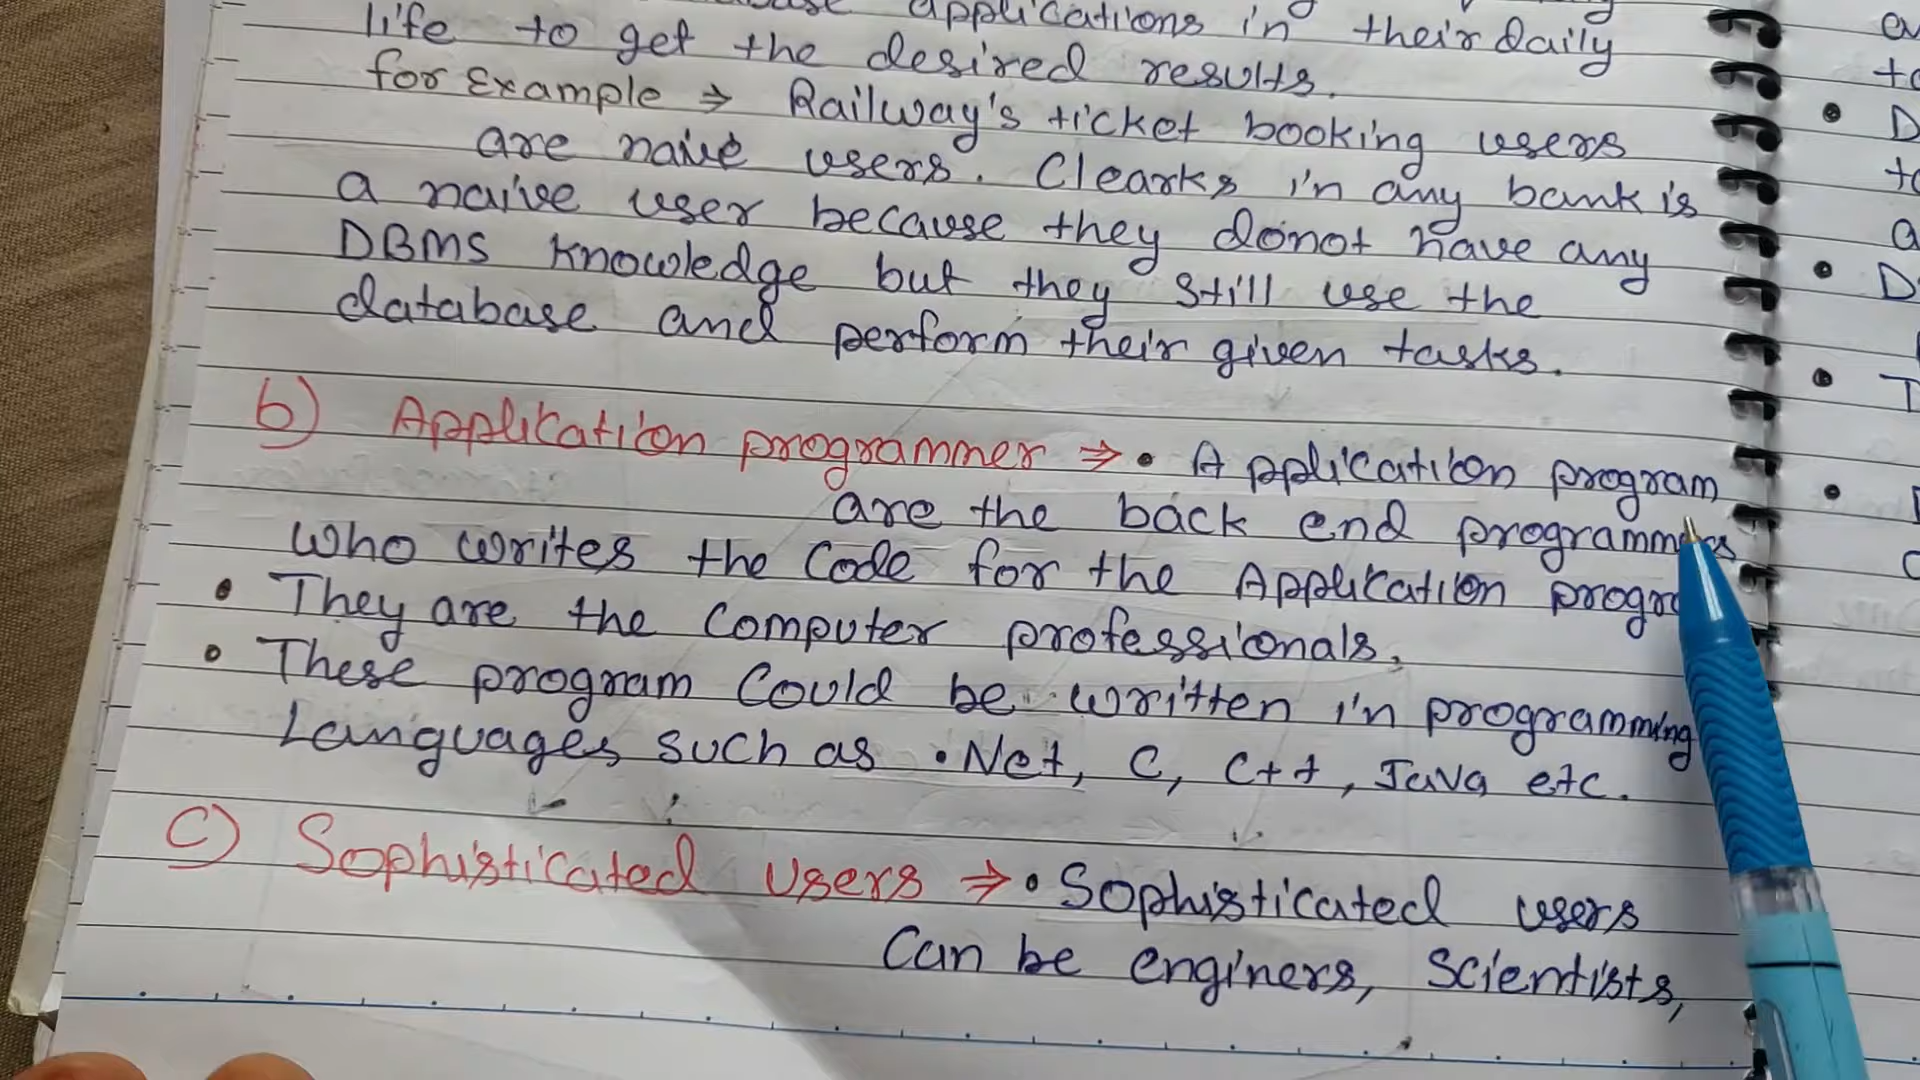 applications in their daily
life to get the desired results.
for Example ⇒ Railway's ticket booking users
are naive users. Clearks in any bank is
a naive user because they donot have any
DBMS knowledge but they still use the
database and perform their given tasks.
b) Application programmer ⇒ • Application program
are the back end programmers
who writes the Code for the Application progr
• They are the Computer professionals.
• These program Could be written in programming
Languages such as .Net, C, C++, Java etc.
c) Sophisticated Users ⇒ • Sophisticated users
Can be enginers, Scientists,